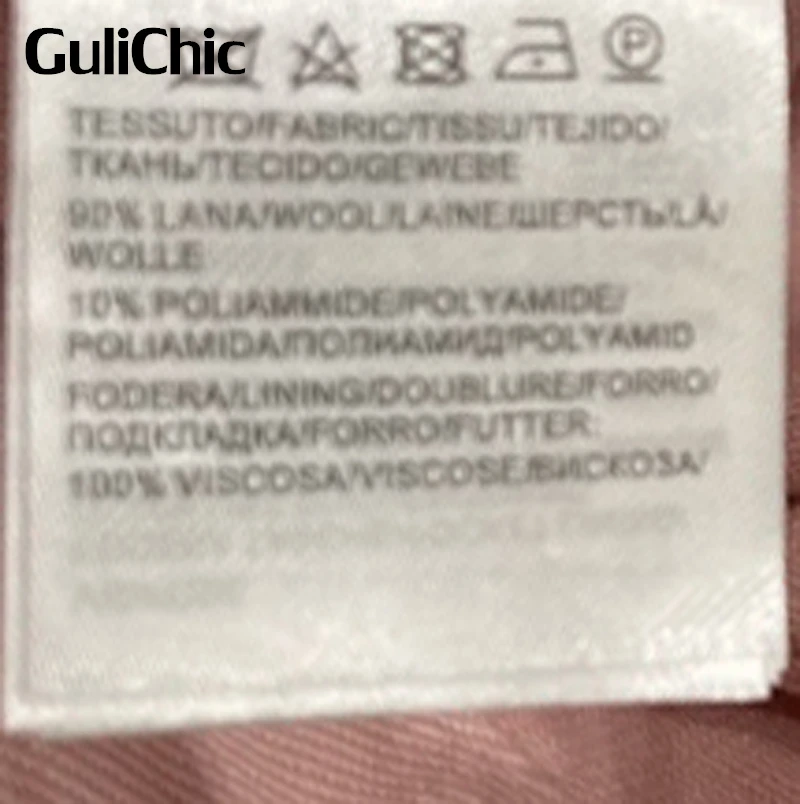 GuliChic
TESSUTO/FABRIC/TISSU/TEJIDO/
ТКАНЬ/TECIDO/GEWEBE
90% LANA/WOOL/LAINE/ШЕРСТЬ/LÃ/
WOLLE
10% POLIAMMIDE/POLYAMIDE/
POLIAMIDA/ПОЛИАМИД/POLYAMID
FODERA/LINING/DOUBLURE/FORRO/
ПОДКЛАДКА/FORRO/FUTTER:
100% VISCOSA/VISCOSE/ВИСКОЗА/